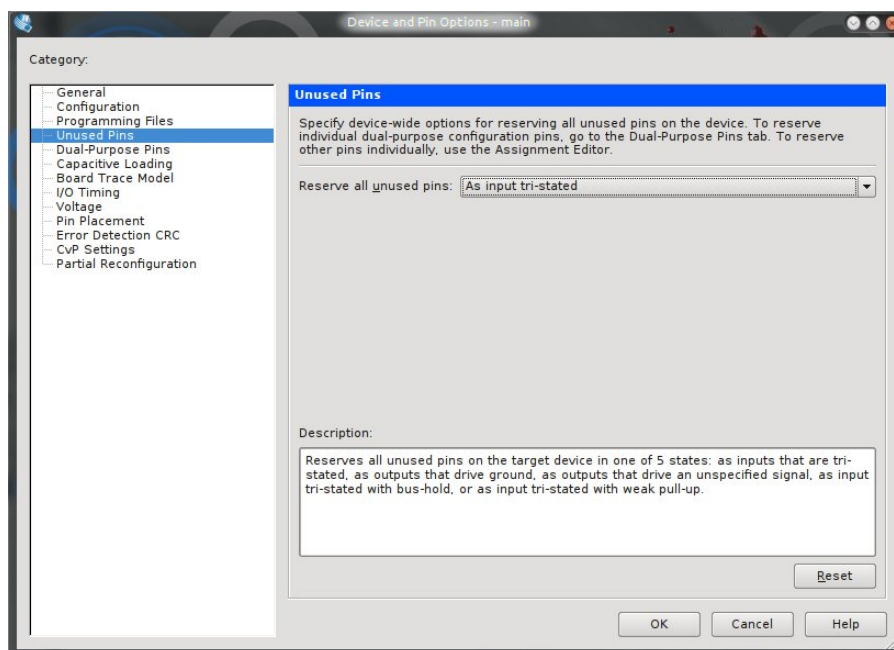 Device and Pin Options - main
Category:
General
Configuration
Programming Files
Unused Pins
Dual-Purpose Pins
Capacitive Loading
Board Trace Model
I/O Timing
Voltage
Pin Placement
Error Detection CRC
CvP Settings
Partial Reconfiguration
Unused Pins
Specify device-wide options for reserving all unused pins on the device. To reserve
individual dual-purpose configuration pins, go to the Dual-Purpose Pins tab. To reserve
other pins individually, use the Assignment Editor.
Reserve all unused pins: As input tri-stated
Description:
Reserves all unused pins on the target device in one of 5 states: as inputs that are tri-
stated, as outputs that drive ground, as outputs that drive an unspecified signal, as input
tri-stated with bus-hold, or as input tri-stated with weak pull-up.
Reset
OK Cancel Help